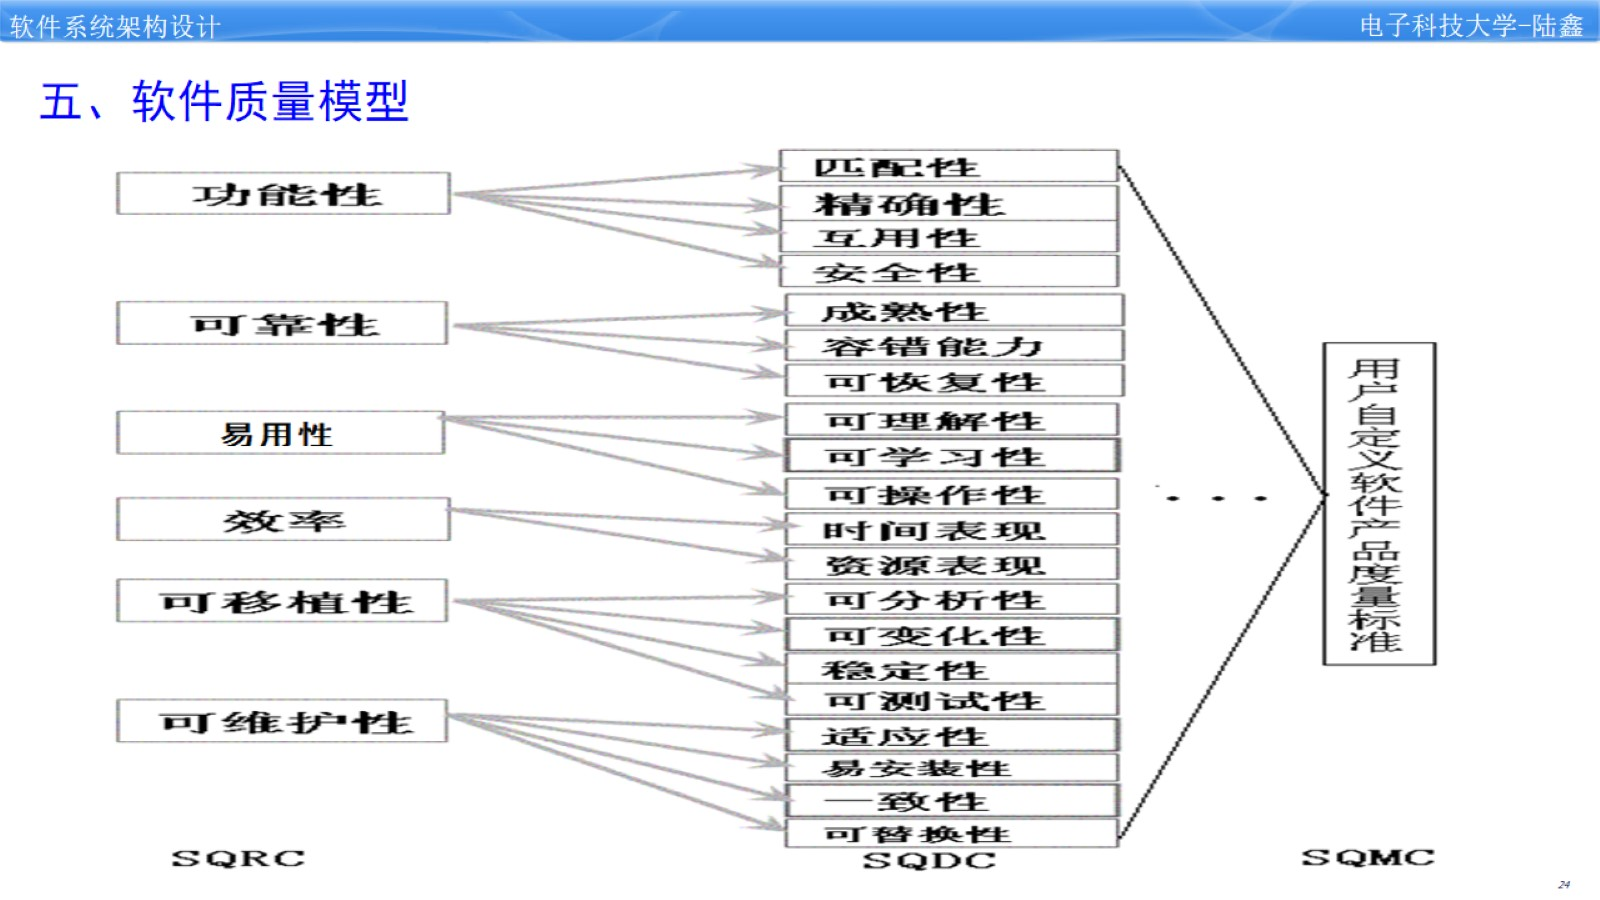 软件系统架构设计
电子科技大学-陆鑫
五、软件质量模型
功能性
可靠性
易用性
效率
可移植性
可维护性
SQRC
匹配性
精确性
互用性
安全性
成熟性
容错能力
可恢复性
可理解性
可学习性
可操作性
时间表现
资源表现
可分析性
可变化性
稳定性
可测试性
适应性
易安装性
一致性
可替换性
SQDC
用户自定义软件产品度量标准
SQMC
24